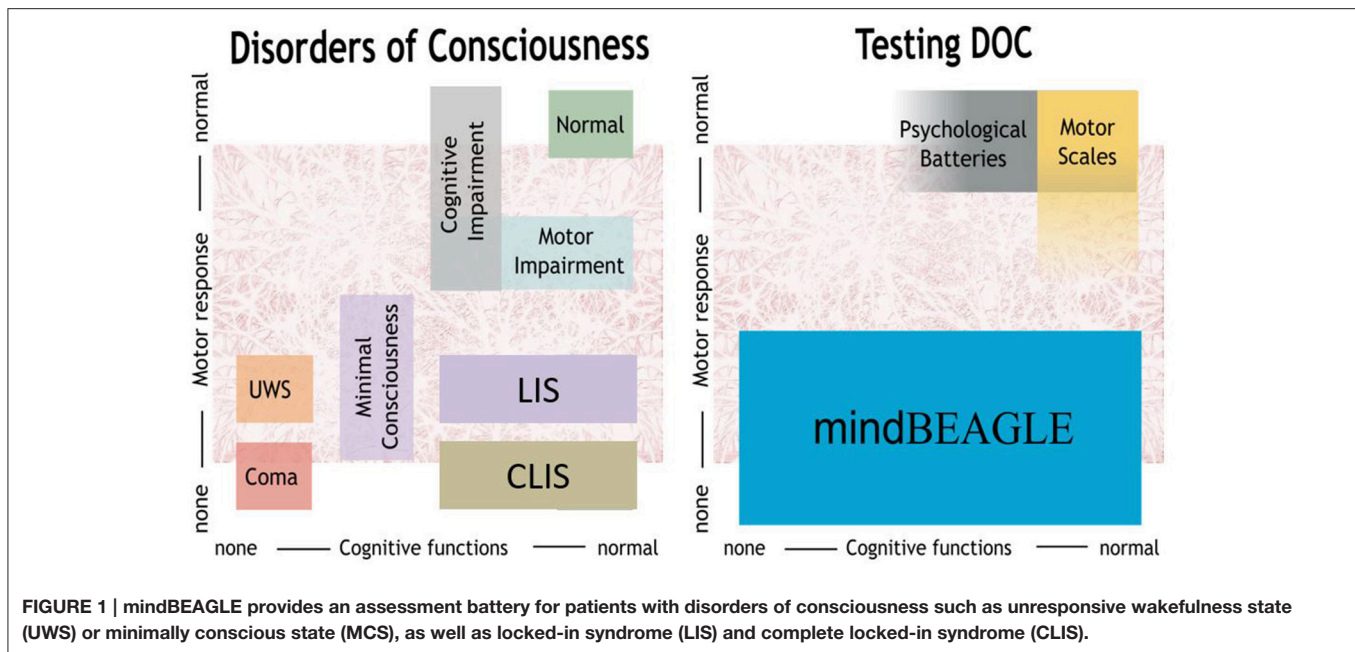 Disorders of Consciousness
normal
Motor response
none
Cognitive
Impairment
Normal
Motor
Impairment
Minimal
Consciousness
UWS
LIS
Coma
CLIS
none
Cognitive functions
normal
Testing DOC
normal
Motor response
none
Psychological
Batteries
Motor
Scales
mindBEAGLE
none
Cognitive functions
normal
FIGURE 1 | mindBEAGLE provides an assessment battery for patients with disorders of consciousness such as unresponsive wakefulness state
(UWS) or minimally conscious state (MCS), as well as locked-in syndrome (LIS) and complete locked-in syndrome (CLIS).